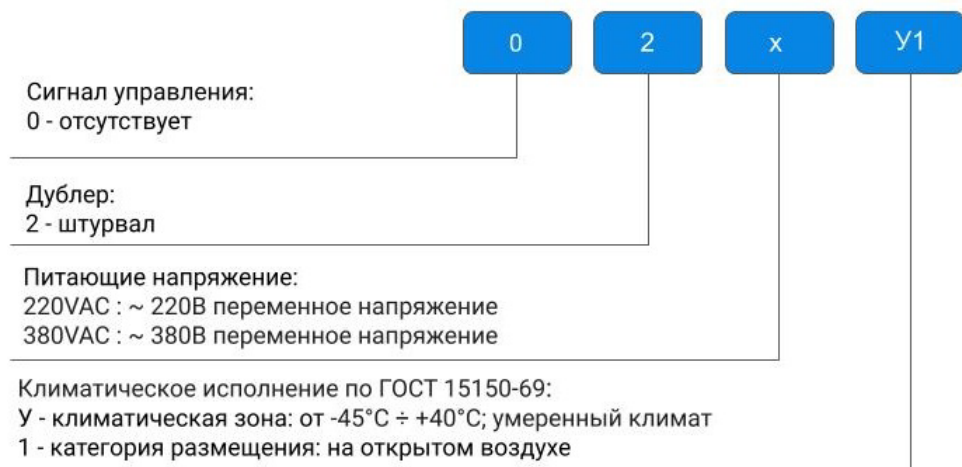 0 2 x У1
Сигнал управления:
0 - отсутствует
Дублер:
2 - штурвал
Питающие напряжение:
220VAC : ~ 220В переменное напряжение
380VAC : ~ 380В переменное напряжение
Климатическое исполнение по ГОСТ 15150-69:
У - климатическая зона: от -45°C ÷ +40°C; умеренный климат
1 - категория размещения: на открытом воздухе